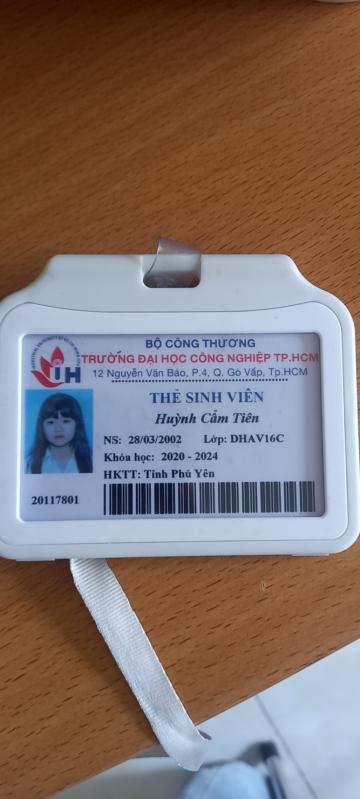 BỘ CÔNG THƯƠNG
TRƯỜNG ĐẠI HỌC CÔNG NGHIỆP TP.HCM
12 Nguyễn Văn Bảo, P.4, Q. Gò Vấp, Tp.HCM
IUH
THẺ SINH VIÊN
Huỳnh Cẩm Tiên
NS: 28/03/2002 Lớp: DHAV16C
Khóa học: 2020 - 2024
HKTT: Tỉnh Phú Yên
20117801